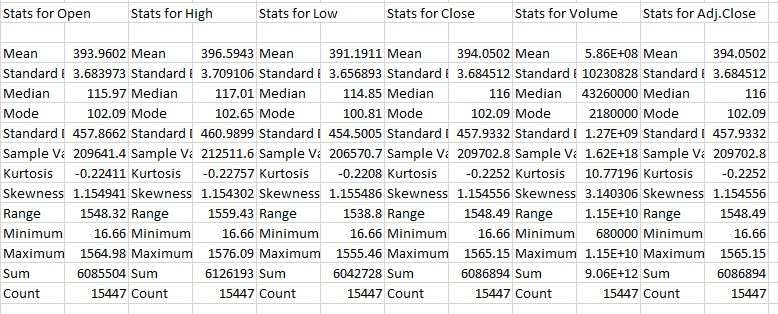 Stats for Open Stats for High Stats for Low Stats for Close Stats for Volume Stats for Adj.Close
Mean 393.9602 Mean 396.5943 Mean 391.1911 Mean 394.0502 Mean 5.86E+08 Mean 394.0502
Standard E 3.683973 Standard E 3.709106 Standard E 3.656893 Standard E 3.684512 Standard E 10230828 Standard E 3.684512
Median 115.97 Median 117.01 Median 114.85 Median 116 Median 43260000 Median 116
Mode 102.09 Mode 102.65 Mode 100.81 Mode 102.09 Mode 2180000 Mode 102.09
Standard D 457.8662 Standard D 460.9899 Standard D 454.5005 Standard D 457.9332 Standard D 1.27E+09 Standard D 457.9332
Sample Va 209641.4 Sample Va 212511.6 Sample Va 206570.7 Sample Va 209702.8 Sample Va 1.62E+18 Sample Va 209702.8
Kurtosis -0.22411 Kurtosis -0.22757 Kurtosis -0.2208 Kurtosis -0.2252 Kurtosis 10.77196 Kurtosis -0.2252
Skewness 1.154941 Skewness 1.154302 Skewness 1.155486 Skewness 1.154556 Skewness 3.140306 Skewness 1.154556
Range 1548.32 Range 1559.43 Range 1538.8 Range 1548.49 Range 1.15E+10 Range 1548.49
Minimum 16.66 Minimum 16.66 Minimum 16.66 Minimum 16.66 Minimum 680000 Minimum 16.66
Maximum 1564.98 Maximum 1576.09 Maximum 1555.46 Maximum 1565.15 Maximum 1.15E+10 Maximum 1565.15
Sum 6085504 Sum 6126193 Sum 6042728 Sum 6086894 Sum 9.06E+12 Sum 6086894
Count 15447 Count 15447 Count 15447 Count 15447 Count 15447 Count 15447